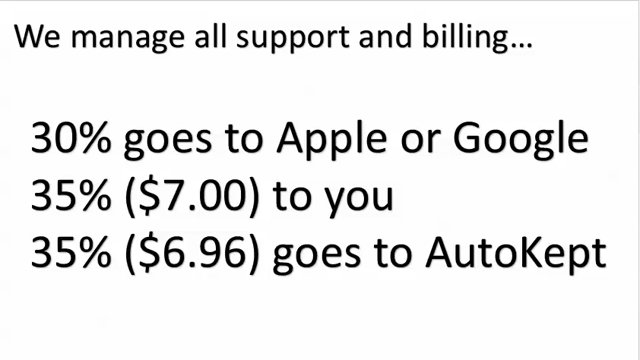 We manage all support and billing...
30% goes to Apple or Google
35% ($7.00) to you
35% ($6.96) goes to AutoKept